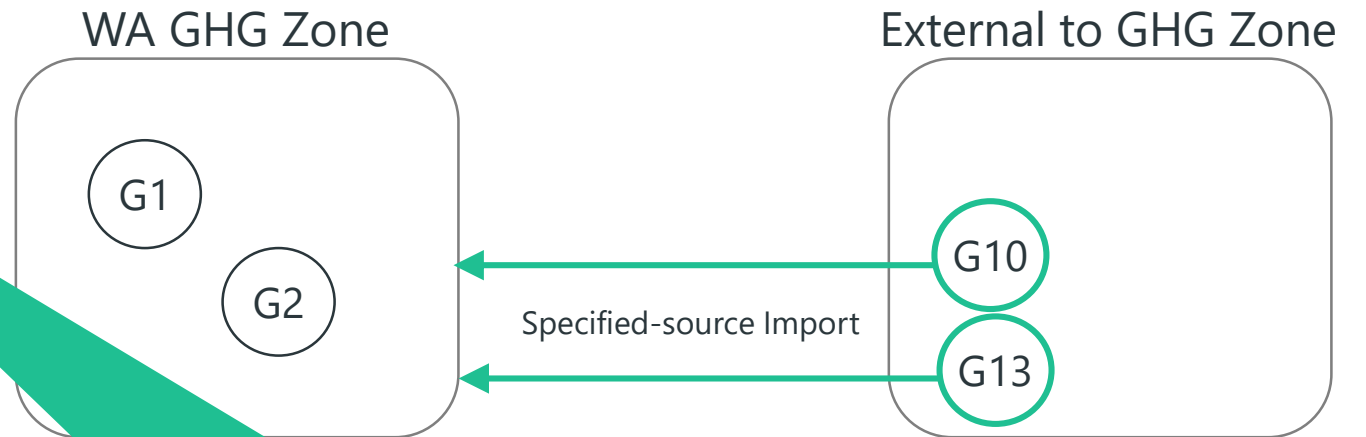 WA GHG Zone
External to GHG Zone
G1
G2
G10
Specified-source Import
G13